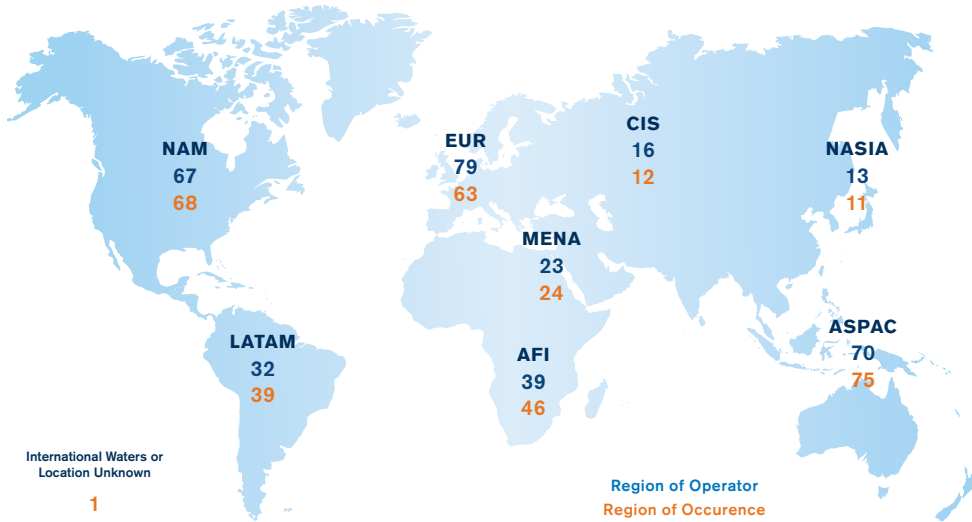 NAM
67
68
EUR
79
63
CIS
16
12
NASIA
13
11
MENA
23
24
LATAM
32
39
AFI
39
46
ASPAC
70
75
International Waters or
Location Unknown
1
Region of Operator
Region of Occurence